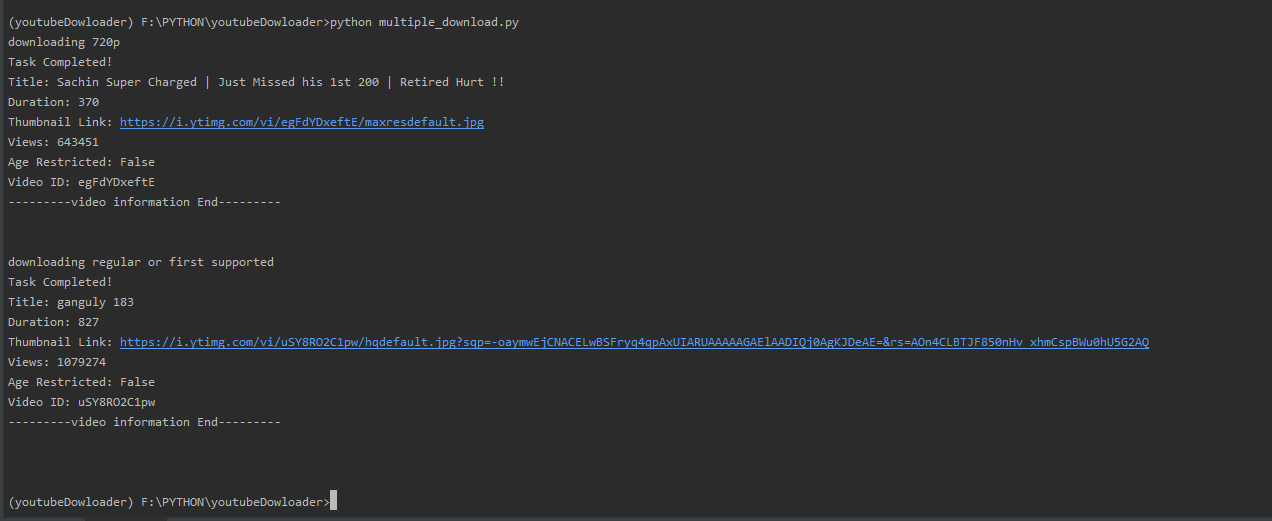 (youtubeDowloader) F:\PYTHON\youtubeDowloader>python multiple_download.py
downloading 720p
Task Completed!
Title: Sachin Super Charged | Just Missed his 1st 200 | Retired Hurt !!
Duration: 370
Thumbnail Link: https://i.ytimg.com/vi/egFdYDxeftE/maxresdefault.jpg
Views: 643451
Age Restricted: False
Video ID: egFdYDxeftE
---------video information End---------
downloading regular or first supported
Task Completed!
Title: ganguly 183
Duration: 827
Thumbnail Link: https://i.ytimg.com/vi/uSY8RO2C1pw/hqdefault.jpg?sqp=-oaymwEjCNACELwBSFryq4qpAxUIARUAAAAAGAElAADIQj0AgKJDeAE=&rs=AOn4CLBTJF850nHv_xhmCspBWu0hU5G2AQ
Views: 1079274
Age Restricted: False
Video ID: uSY8RO2C1pw
---------video information End---------
(youtubeDowloader) F:\PYTHON\youtubeDowloader>